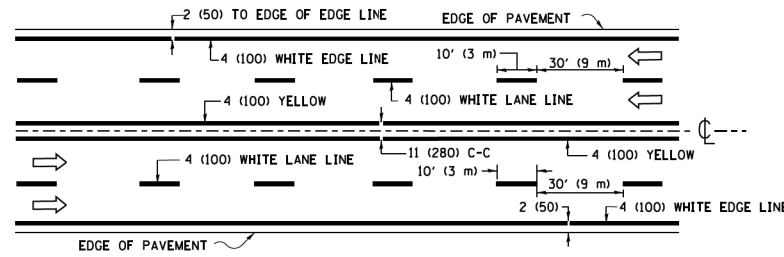 2 (50) TO EDGE OF EDGE LINE
EDGE OF PAVEMENT
4 (100) WHITE EDGE LINE
10' (3 m)
30' (9 m)
4 (100) YELLOW
4 (100) WHITE LANE LINE
CL
4 (100) WHITE LANE LINE
11 (280) C-C
4 (100) YELLOW
10' (3 m)
30' (9 m)
2 (50)
4 (100) WHITE EDGE LINE
EDGE OF PAVEMENT